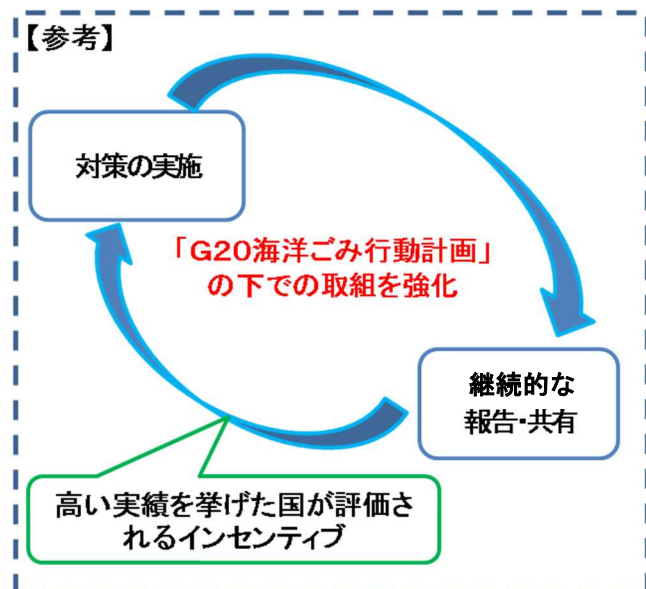 【参考】
対策の実施
「G20海洋ごみ行動計画」
の下での取組を強化
継続的な
報告・共有
高い実績を挙げた国が評価さ
れるインセンティブ